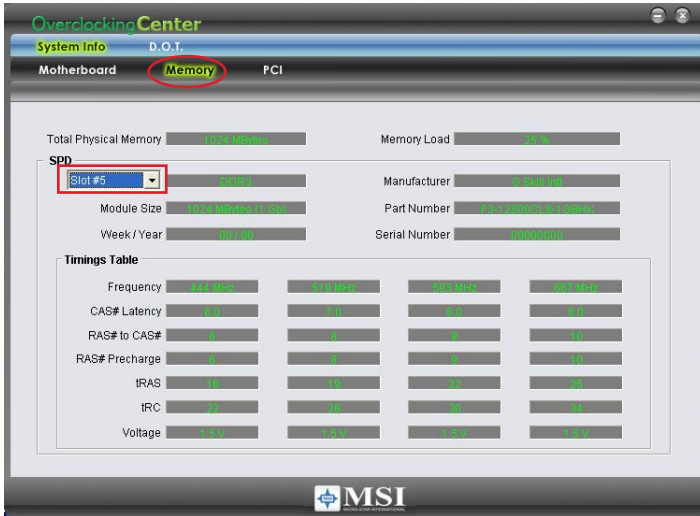 OverclockingCenter
System Info D.O.T.
Motherboard Memory PCI
Total Physical Memory 1024 MBytes Memory Load 25 %
SPD
Slot #5 DDR3 Manufacturer G.Skill Intl
Module Size 1024 MBytes (1 Gb) Part Number F3-12800CL8-1GBHK
Week / Year 00 / 00 Serial Number 00000000
Timings Table
Frequency 444 MHz 519 MHz 593 MHz 667 MHz
CAS# Latency 7.0 8.0 9.0
RAS# to CAS# 6 8 9 10
RAS# Precharge 6 8 9 10
tRAS 16 19 22 25
tRC 22 26 30 34
Voltage 1.5 V 1.5 V 1.5 V 1.5 V
MSI
MICRO-STAR INTERNATIONAL